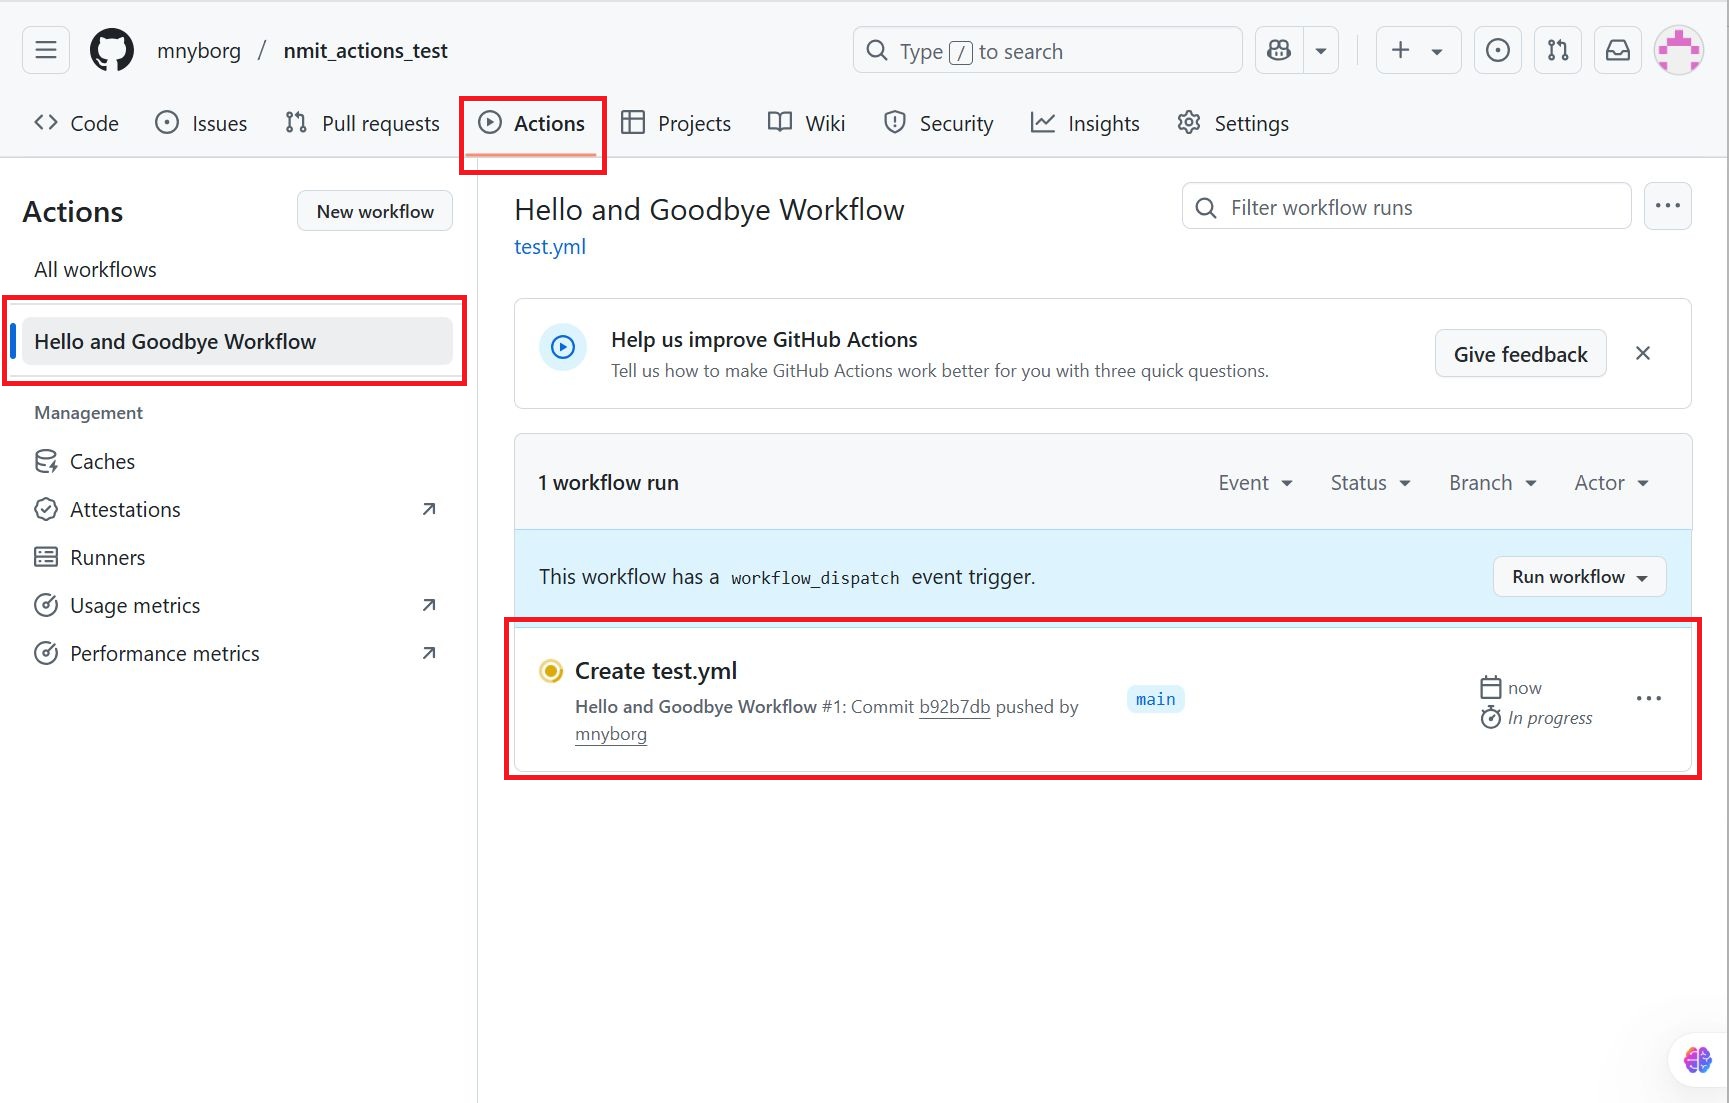 mnyborg / nmit_actions_test
Type / to search
Code
Issues
Pull requests
Actions
Projects
Wiki
Security
Insights
Settings
Actions
New workflow
All workflows
Hello and Goodbye Workflow
Management
Caches
Attestations
Runners
Usage metrics
Performance metrics
Hello and Goodbye Workflow
test.yml
Filter workflow runs
Help us improve GitHub Actions
Tell us how to make GitHub Actions work better for you with three quick questions.
Give feedback
1 workflow run
Event
Status
Branch
Actor
This workflow has a workflow_dispatch event trigger.
Run workflow
Create test.yml
Hello and Goodbye Workflow #1: Commit b92b7db pushed by
mnyborg
main
now
In progress